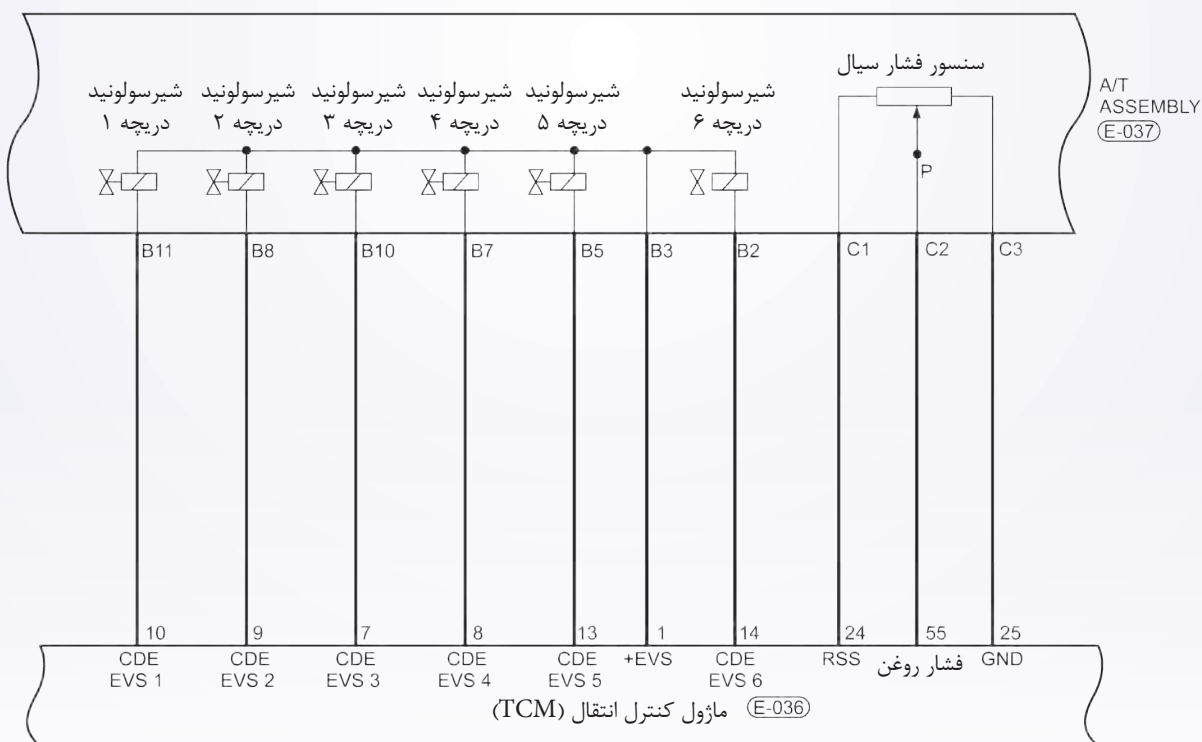 سنسور فشار سیال
A/T
ASSEMBLY
E-037
شیرسولونید
دریچه ۱
شیرسولونید
دریچه ۲
شیرسولونید
دریچه ۳
شیرسولونید
دریچه ۴
شیرسولونید
دریچه ۵
شیرسولونید
دریچه ۶
P
B11 B8 B10 B7 B5 B3 B2 C1 C2 C3
10 9 7 8 13 1 14 24 55 25
CDE
EVS 1
CDE
EVS 2
CDE
EVS 3
CDE
EVS 4
CDE
EVS 5
+EVS
CDE
EVS 6
RSS
فشار روغن
GND
ماژول کنترل انتقال (TCM)
E-036